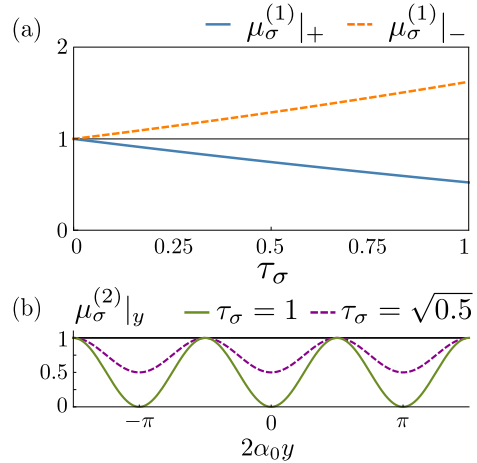 (a) μ_σ^(1)|_+ μ_σ^(1)|_−
2
1
0
0 0.25 0.5 0.75 1
τ_σ
(b) μ_σ^(2)|_y τ_σ = 1 τ_σ = √0.5
1
0.5
0
−π 0 π
2α_0y